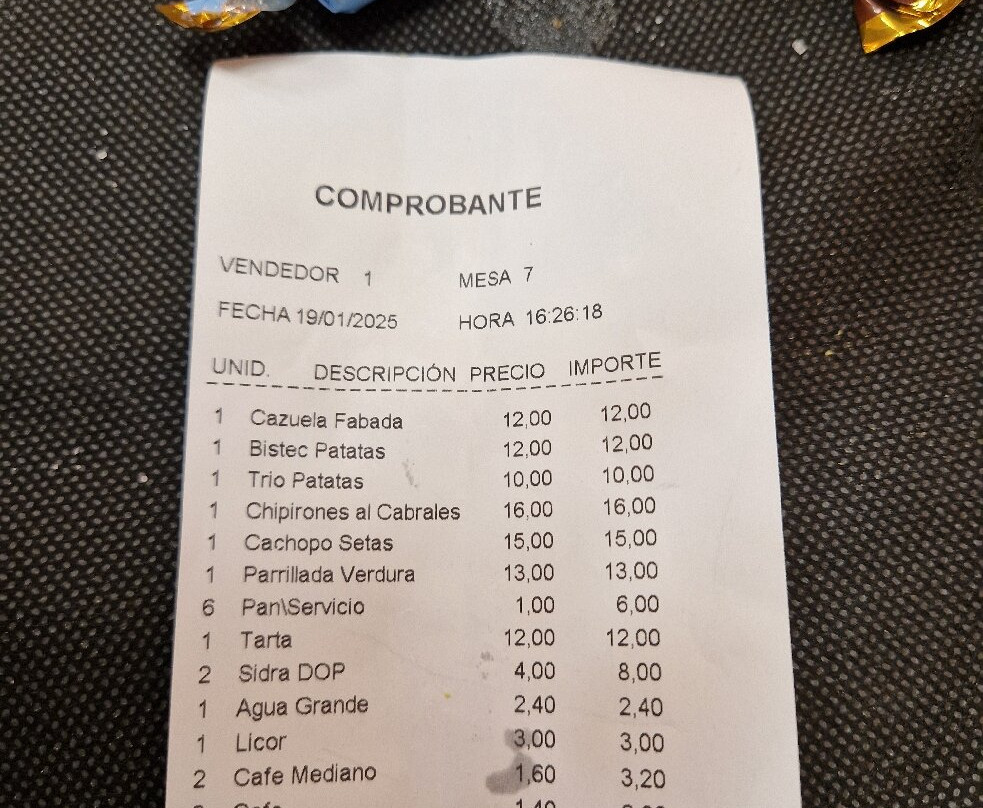 COMPROBANTE
VENDEDOR 1 MESA 7
FECHA 19/01/2025 HORA 16:26:18
UNID. DESCRIPCIÓN PRECIO IMPORTE
1 Cazuela Fabada 12,00 12,00
1 Bistec Patatas 12,00 12,00
1 Trio Patatas 10,00 10,00
1 Chipirones al Cabrales 16,00 16,00
1 Cachopo Setas 15,00 15,00
1 Parrillada Verdura 13,00 13,00
6 Pan\Servicio 1,00 6,00
1 Tarta 12,00 12,00
2 Sidra DOP 4,00 8,00
1 Agua Grande 2,40 2,40
1 Licor 3,00 3,00
2 Cafe Mediano 1,60 3,20
Cafe 1,40